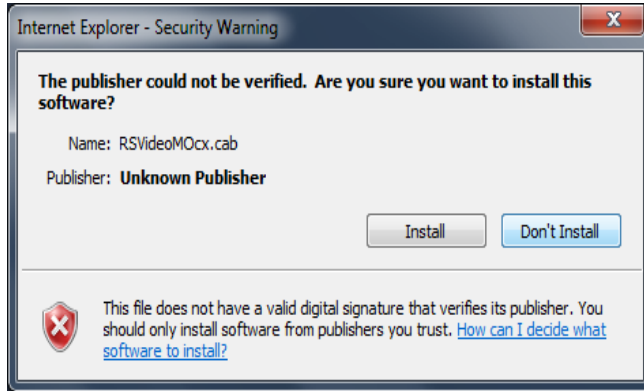 Internet Explorer - Security Warning
The publisher could not be verified. Are you sure you want to install this
software?
Name: RSVideoMOcx.cab
Publisher: Unknown Publisher
Install Don't Install
This file does not have a valid digital signature that verifies its publisher. You
should only install software from publishers you trust. How can I decide what
software to install?